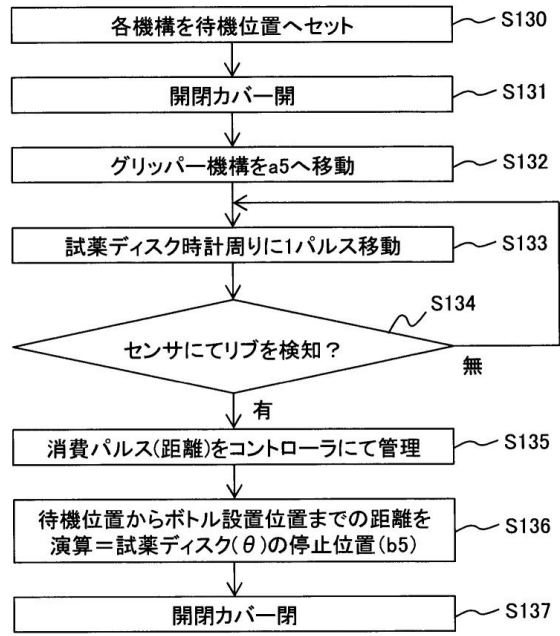 各機構を待機位置へセット
S130
開閉カバー開
S131
グリッパー機構をa5へ移動
S132
試薬ディスク時計周りに1パルス移動
S133
S134
センサにてリブを検知？
無
有
消費パルス(距離)をコントローラにて管理
S135
待機位置からボトル設置位置までの距離を
演算＝試薬ディスク(θ)の停止位置(b5)
S136
開閉カバー閉
S137